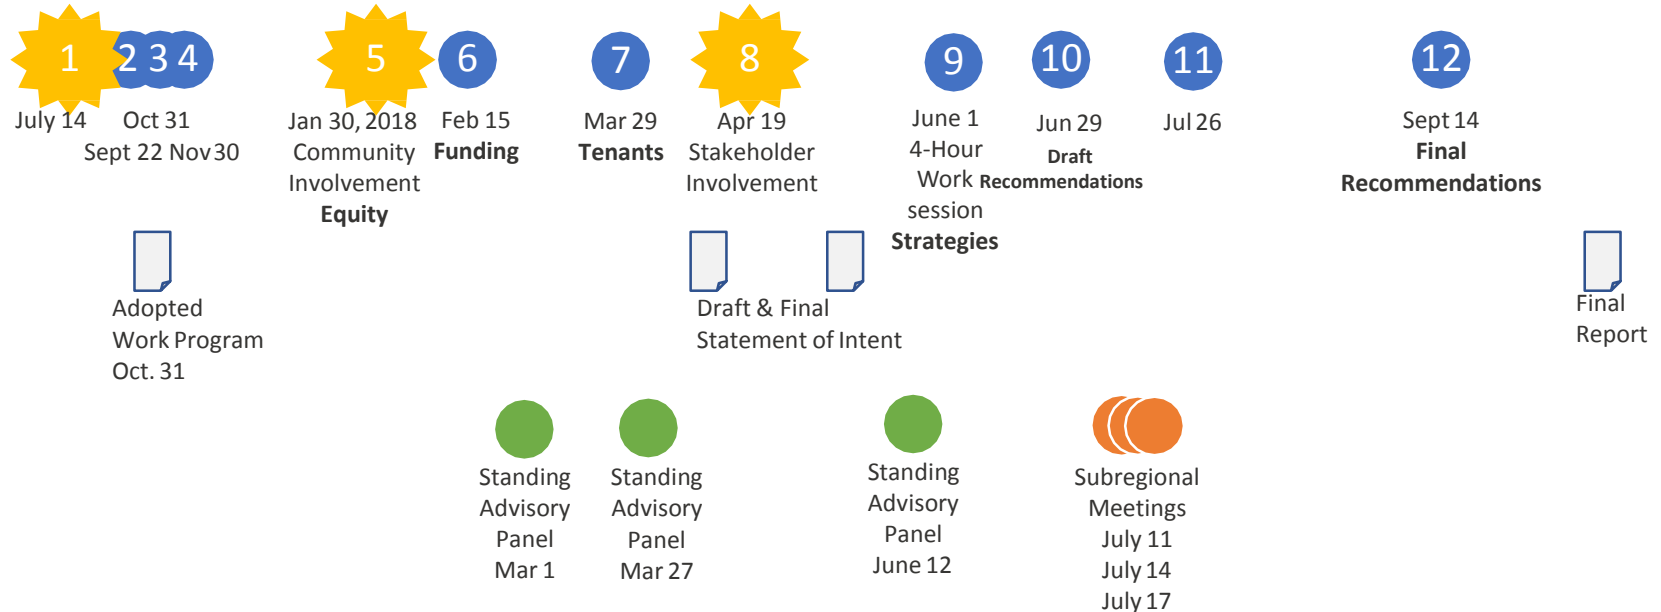 1
2 3 4
5
6
7
8
9
10
11
12
July 14
Oct 31
Sept 22 Nov 30
Jan 30, 2018
Community
Involvement
Equity
Feb 15
Funding
Mar 29
Tenants
Apr 19
Stakeholder
Involvement
June 1
4-Hour
Work
session
Strategies
Jun 29
Draft
Recommendations
Jul 26
Sept 14
Final
Recommendations
Adopted
Work Program
Oct. 31
Draft & Final
Statement of Intent
Final
Report
Standing
Advisory
Panel
Mar 1
Standing
Advisory
Panel
Mar 27
Standing
Advisory
Panel
June 12
Subregional
Meetings
July 11
July 14
July 17